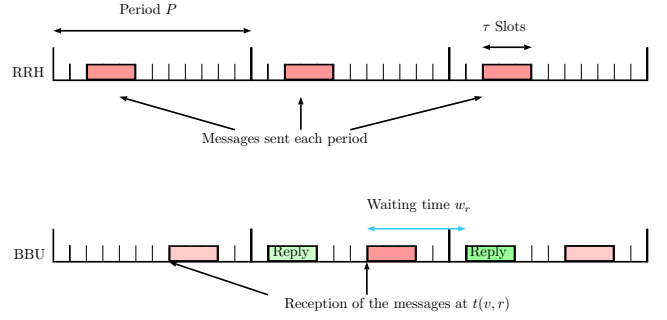 Period P
τ Slots
RRH
Messages sent each period
Waiting time w_r
BBU
Reply
Reply
Reception of the messages at t(v, r)